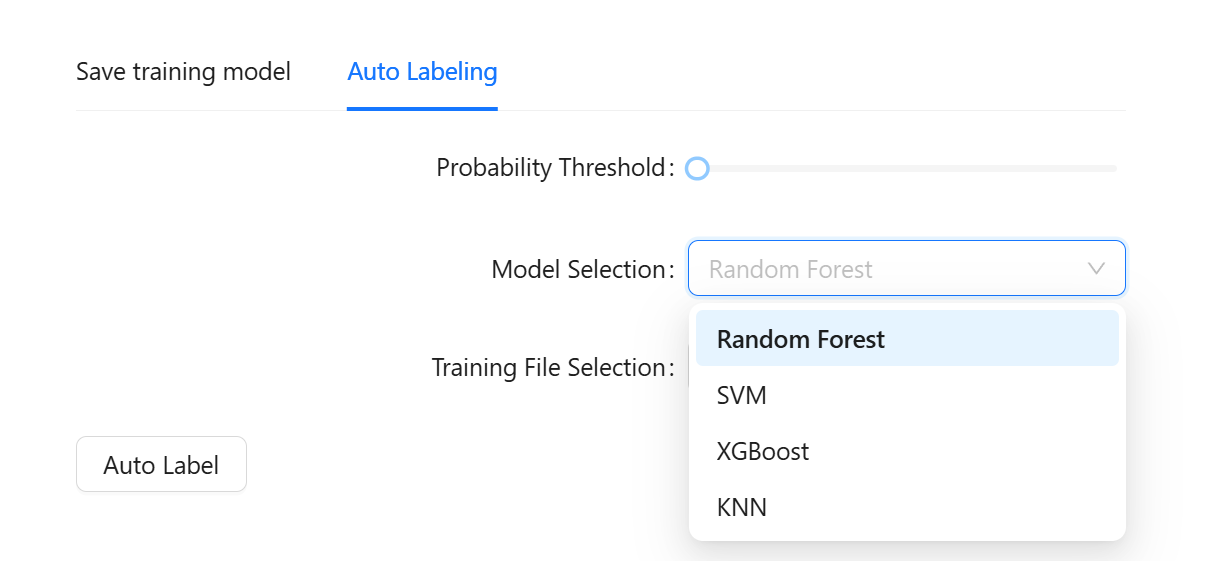 Save training model Auto Labeling
Probability Threshold:
Model Selection: Random Forest
Random Forest
Training File Selection:
SVM
XGBoost
Auto Label
KNN